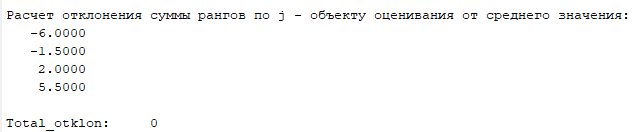 Расчет отклонения суммы рангов по j - объекту оценивания от среднего значения:
-6.0000
-1.5000
2.0000
5.5000
Total_otklon: 0